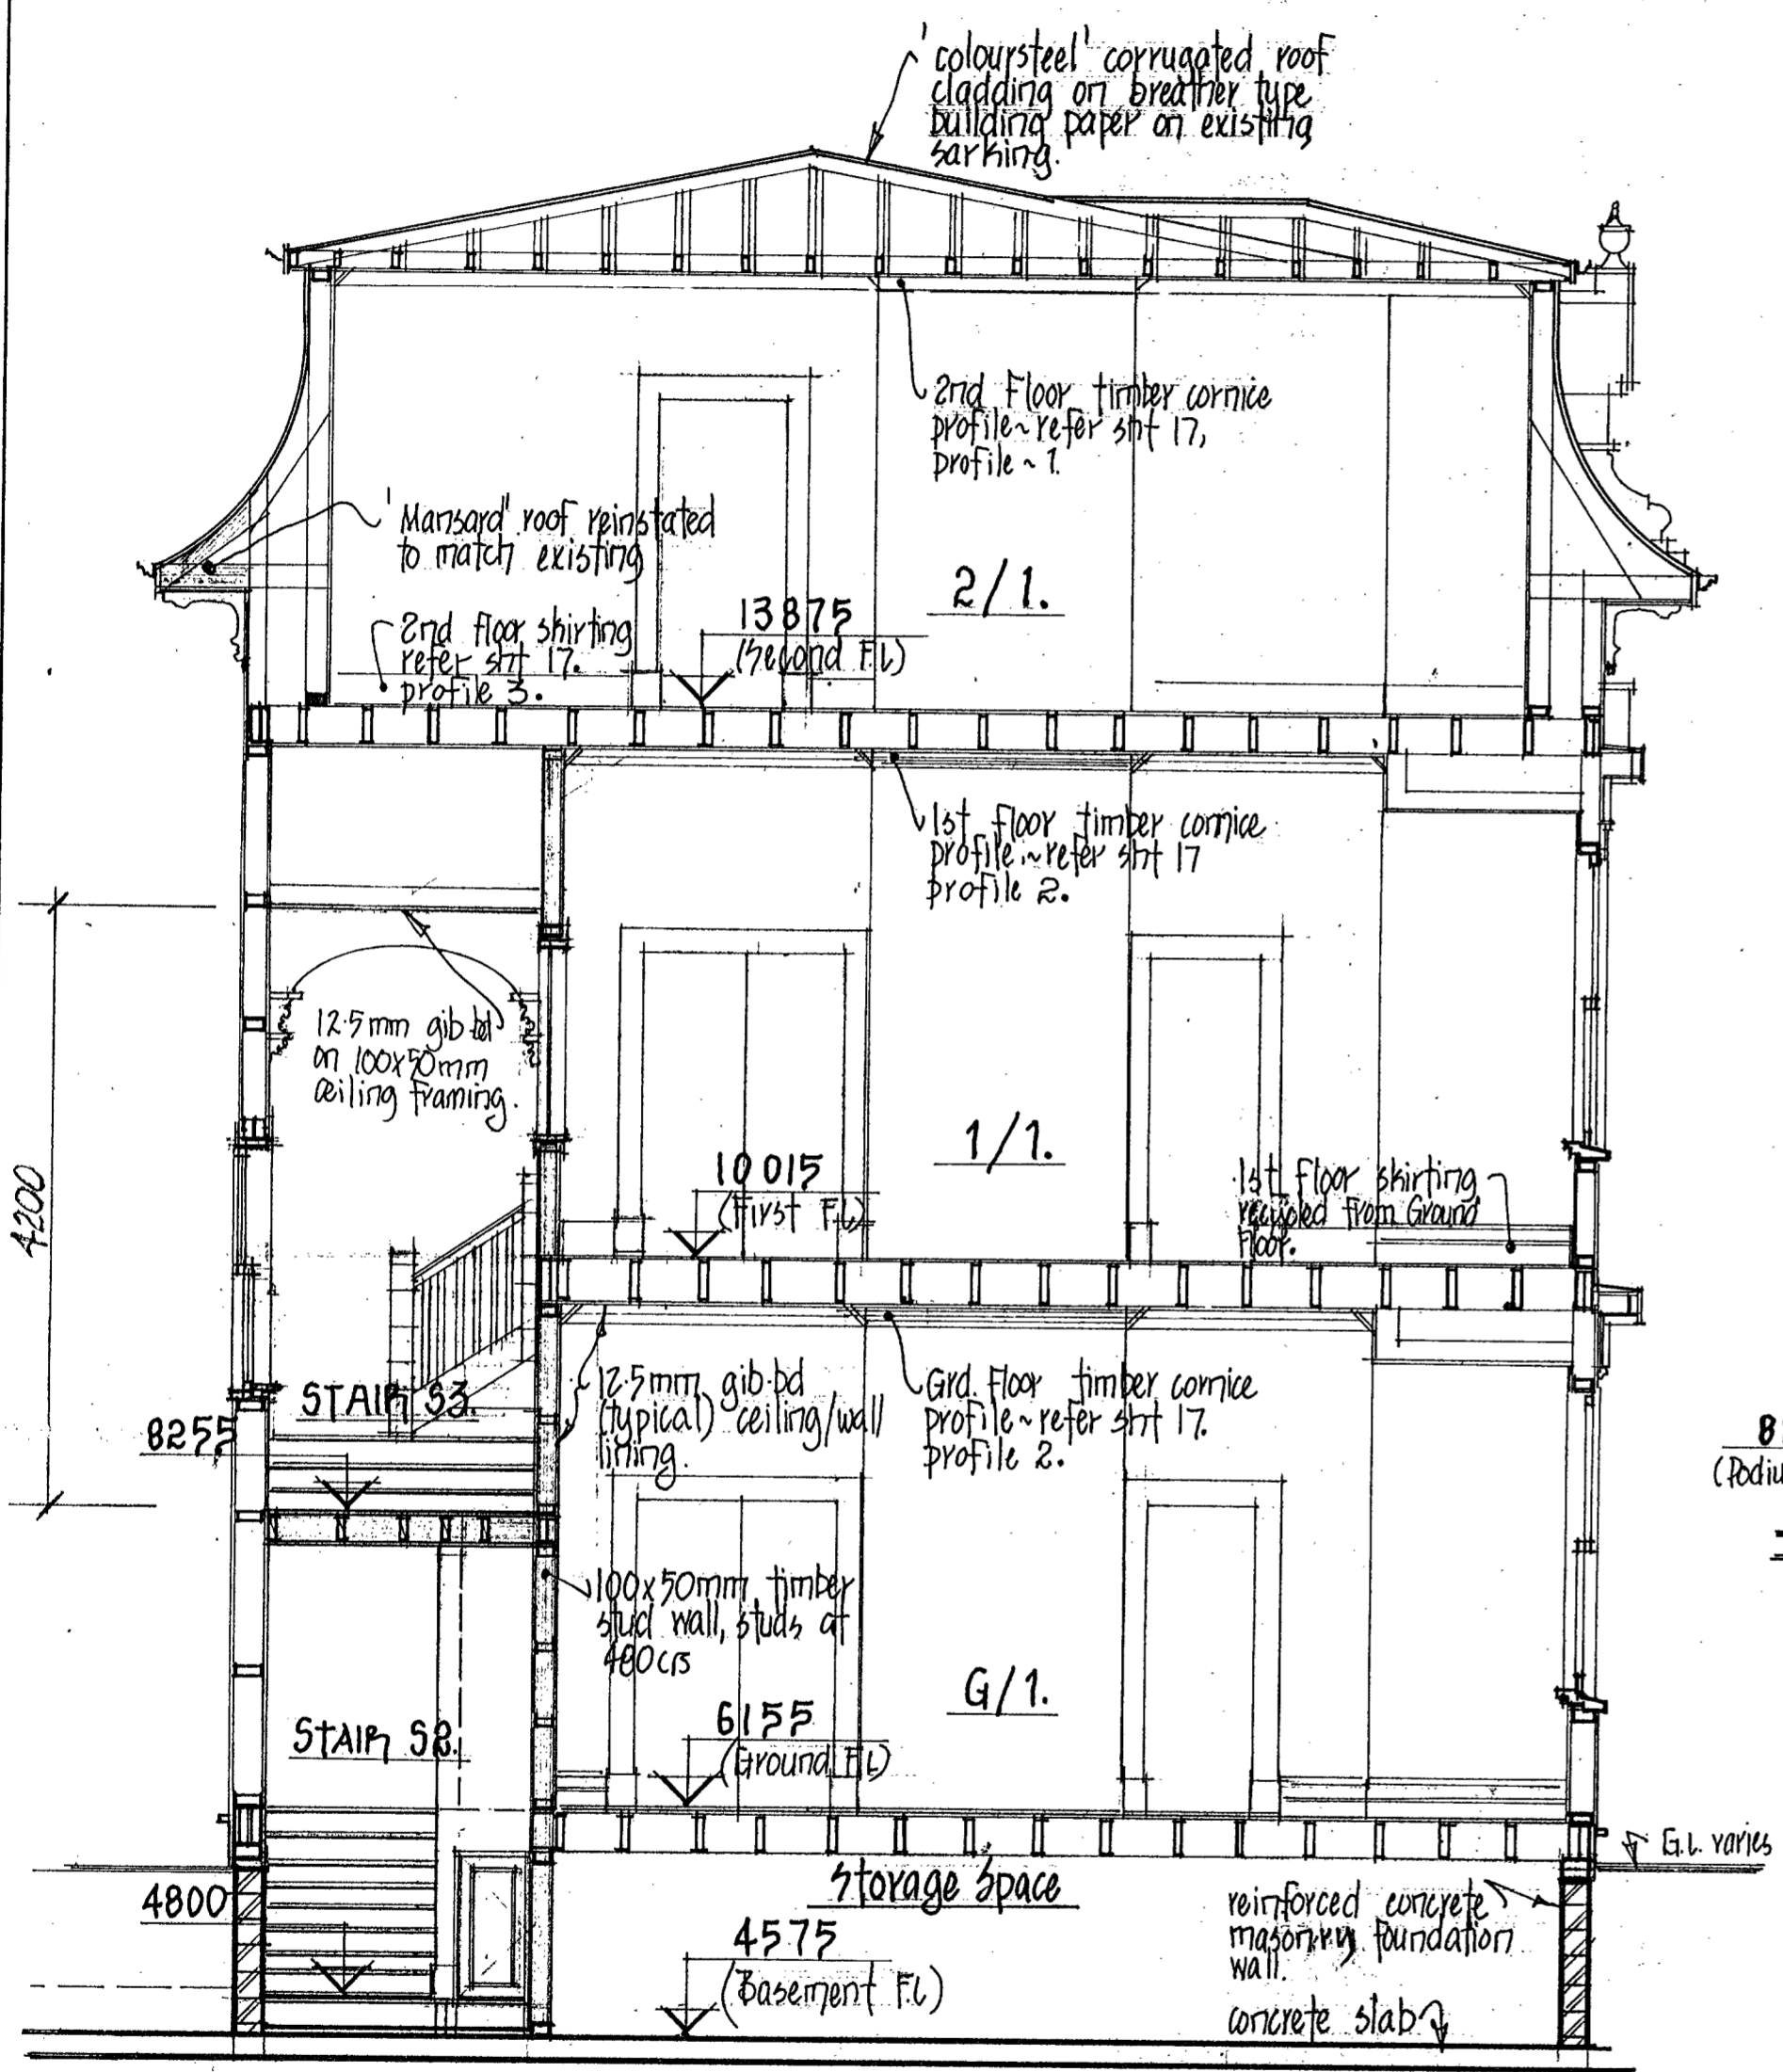 'coloursteel' corrugated roof
cladding on breather type
building paper on existing
sarking.
2nd Floor timber cornice
profile ~ refer sht 17,
profile ~ 1.
'Mansard' roof reinstated
to match existing
2/1.
13875
(Second F.L)
2nd floor skirting
refer sht 17.
profile 3.
1st floor timber cornice
profile ~ refer sht 17
profile 2.
4200
12.5mm gib bd
on 100x50mm
ceiling framing.
1/1.
10015
(First F.L)
1st floor skirting
recycled from Ground
Floor.
STAIR S3.
8255
12.5mm gib.bd
(typical) ceiling/wall
lining.
Grd. Floor timber cornice
profile ~ refer sht 17.
profile 2.
(Podiu
100x50mm timber
stud wall, studs at
480 crs
G/1.
6155
(Ground F.L)
STAIR S2.
G.L. varies
Storage Space
4800
4575
(Basement F.L)
reinforced concrete
masonry foundation
wall.
concrete slab